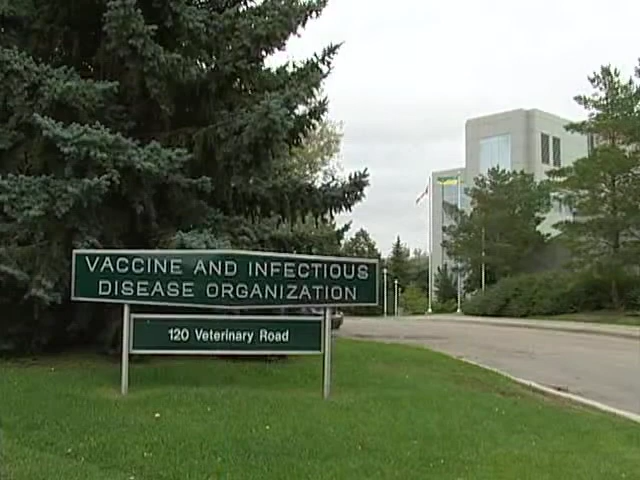 VACCINE AND INFECTIOUS
DISEASE ORGANIZATION
120 Veterinary Road